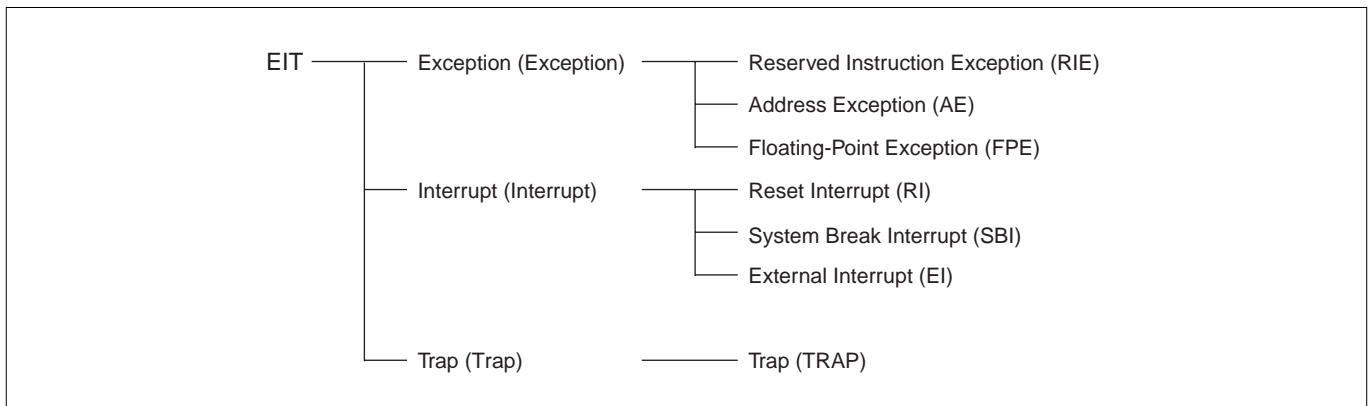 EIT
Exception (Exception)
Reserved Instruction Exception (RIE)
Address Exception (AE)
Floating-Point Exception (FPE)
Interrupt (Interrupt)
Reset Interrupt (RI)
System Break Interrupt (SBI)
External Interrupt (EI)
Trap (Trap)
Trap (TRAP)